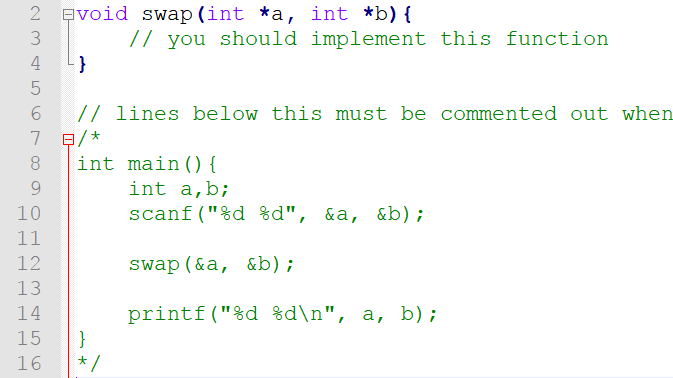 2 void swap(int *a, int *b){
3 // you should implement this function
4 }
5
6 // lines below this must be commented out when
7 /*
8 int main(){
9 int a,b;
10 scanf("%d %d", &a, &b);
11
12 swap(&a, &b);
13
14 printf("%d %d\n", a, b);
15 }
16 */